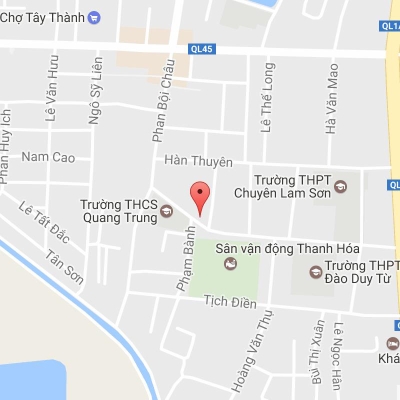 Chợ Tây Thành
QL1A
QL45
Lê Văn Hưu
Ngô Sỹ Liên
Phan Bội Châu
Lê Thế Long
Hà Văn Mao
Phan Huy Ích
Nam Cao
Hàn Thuyên
Trường THPT
Chuyên Lam Sơn
Trường THCS
Quang Trung
Lê Tất Đắc
Tân Sơn
Phạm Bành
Sân vận động Thanh Hóa
Trường THPT
Đào Duy Từ
Tịch Điền
Hoàng Văn Thụ
Bùi Thị Xuân
Lê Ngọc Hân
Khá